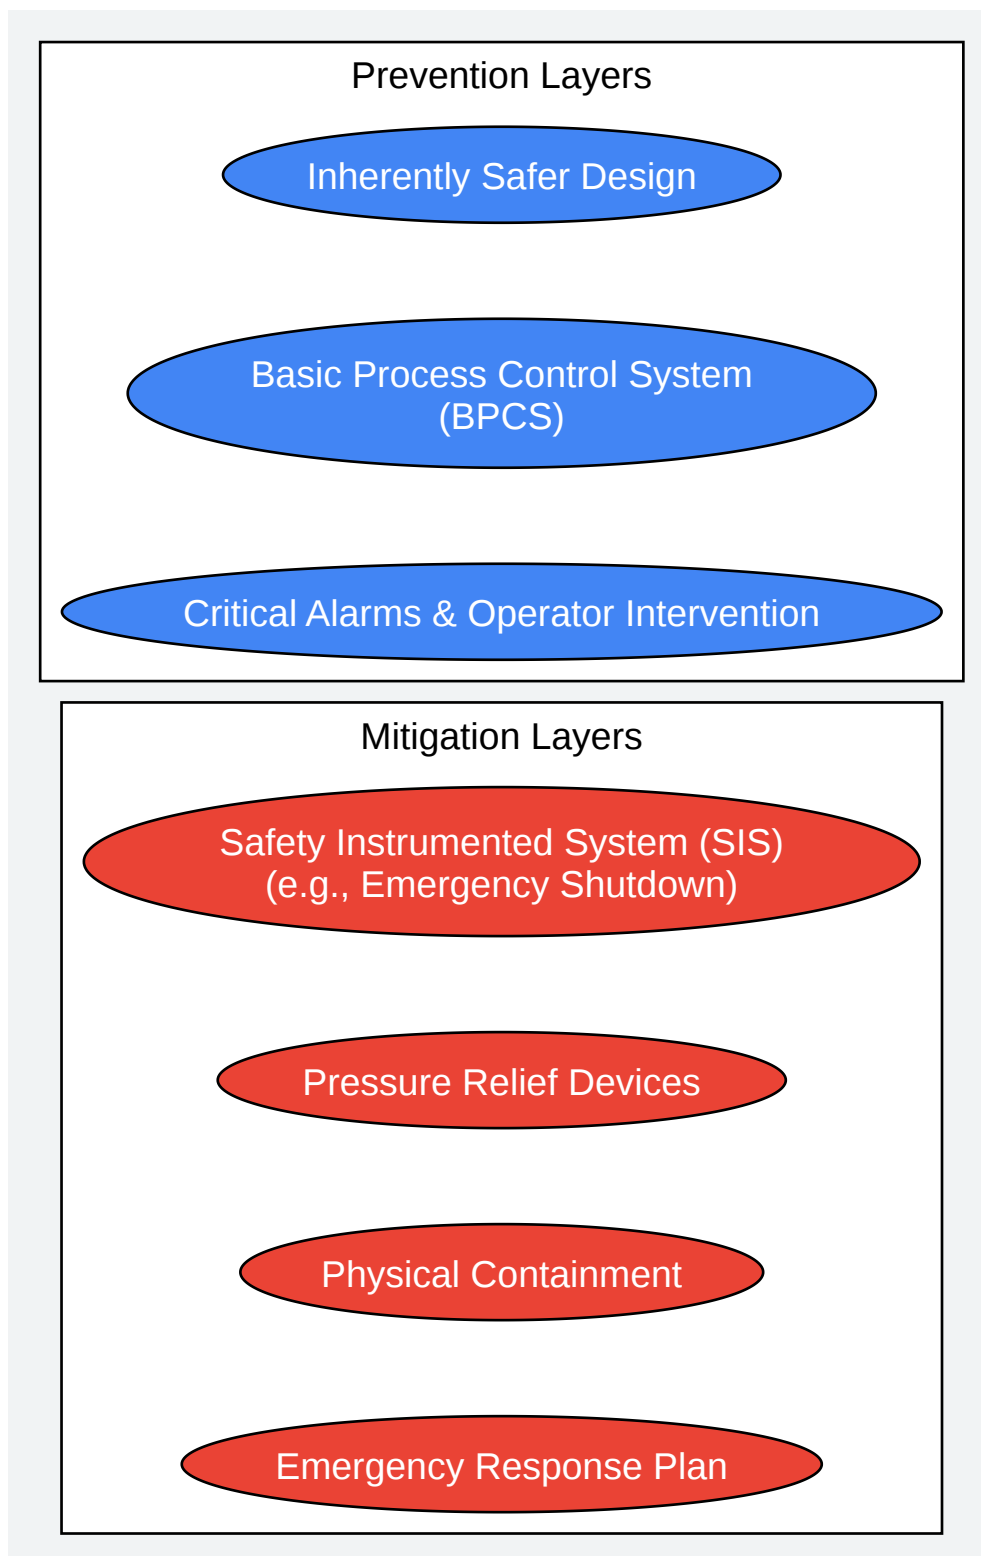 Prevention Layers
Inherently Safer Design
Basic Process Control System
(BPCS)
Critical Alarms & Operator Intervention
Mitigation Layers
Safety Instrumented System (SIS)
(e.g., Emergency Shutdown)
Pressure Relief Devices
Physical Containment
Emergency Response Plan